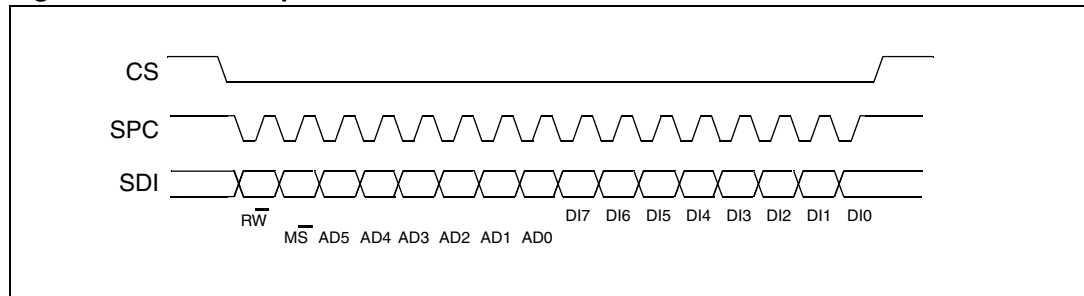 CS
SPC
SDI
RW̅ DI7 DI6 DI5 DI4 DI3 DI2 DI1 DI0
MS̅ AD5 AD4 AD3 AD2 AD1 AD0